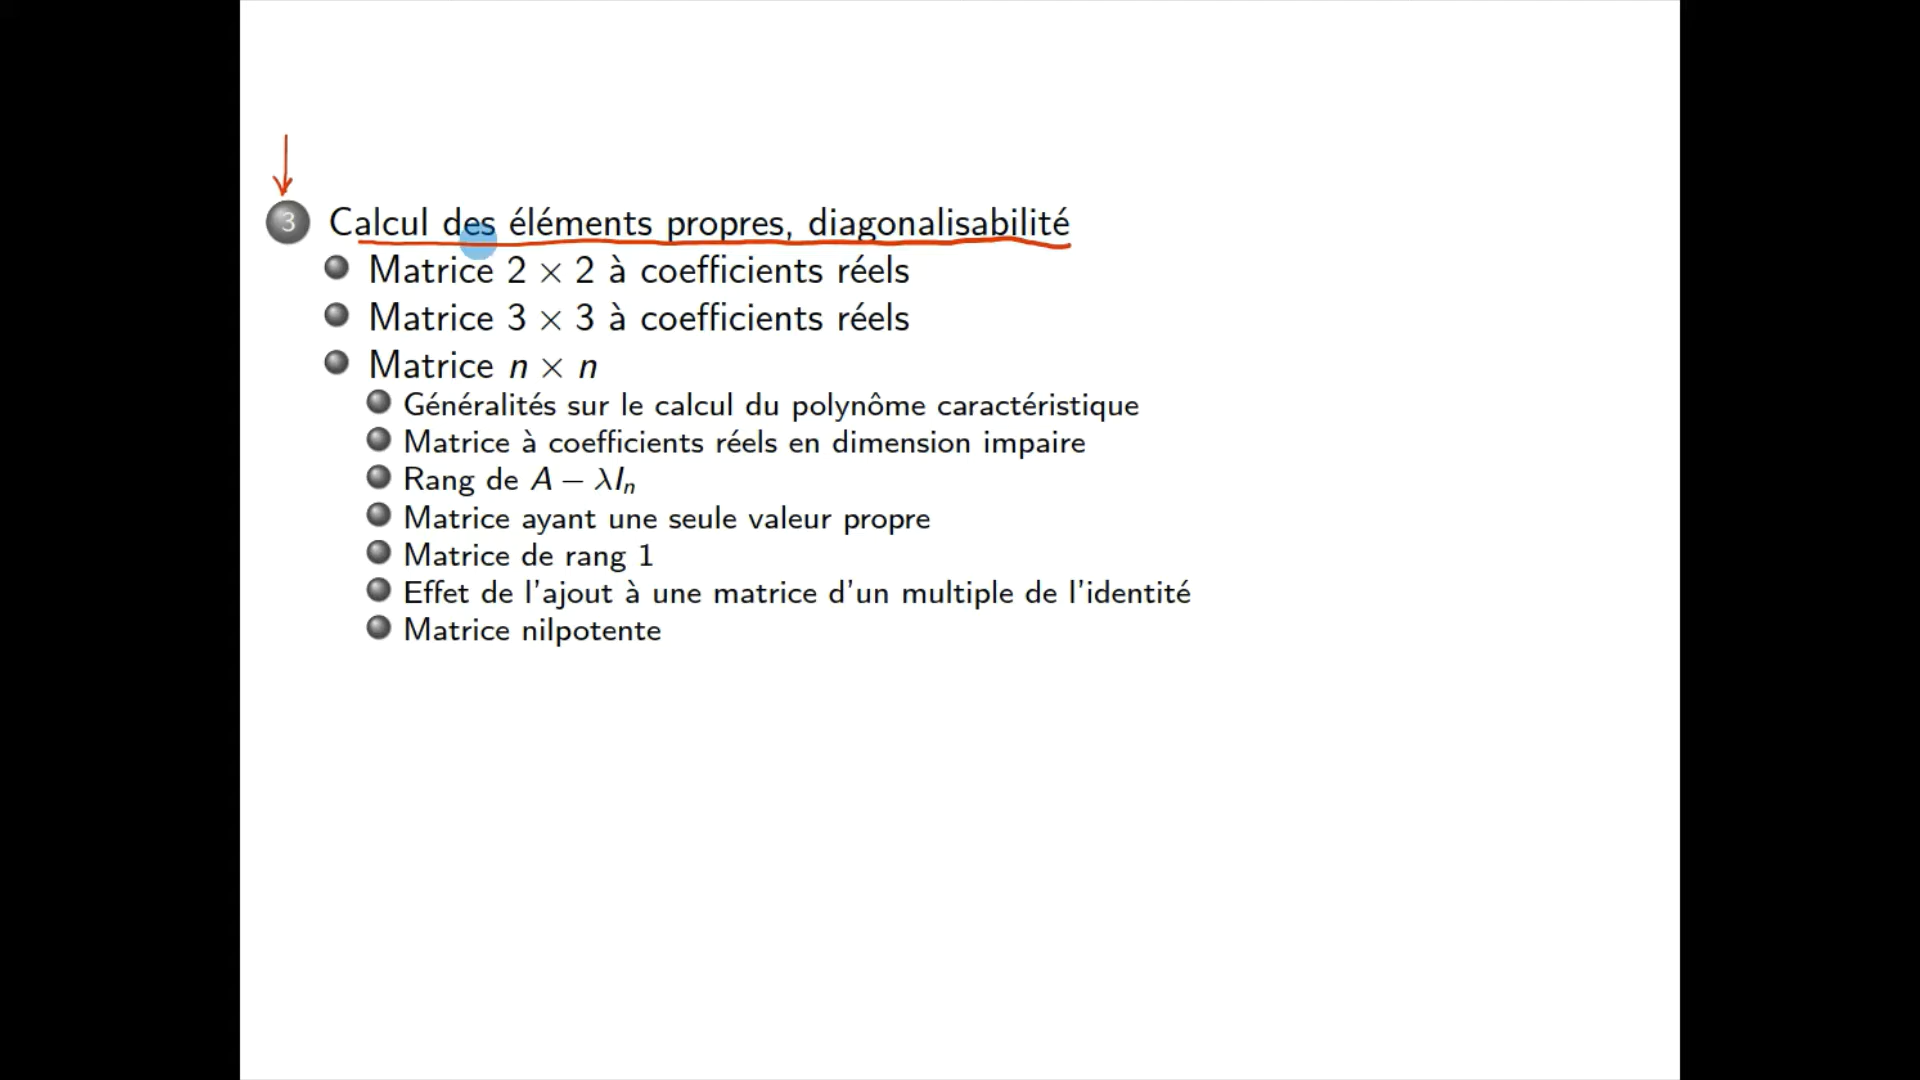 3 Calcul des éléments propres, diagonalisabilité
Matrice 2 × 2 à coefficients réels
Matrice 3 × 3 à coefficients réels
Matrice n × n
Généralités sur le calcul du polynôme caractéristique
Matrice à coefficients réels en dimension impaire
Rang de A − λIₙ
Matrice ayant une seule valeur propre
Matrice de rang 1
Effet de l'ajout à une matrice d'un multiple de l'identité
Matrice nilpotente